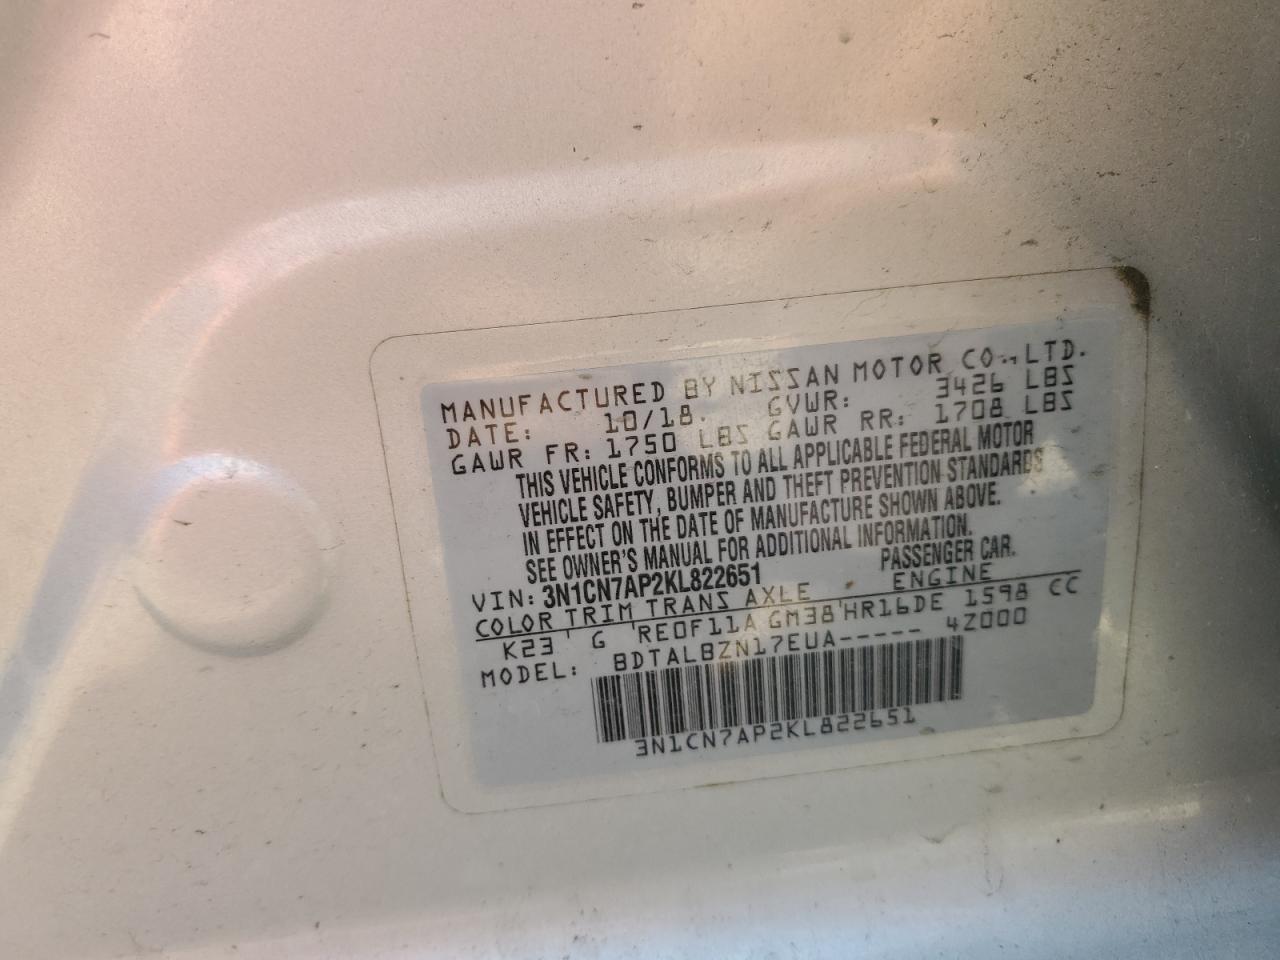 MANUFACTURED BY NISSAN MOTOR CO., LTD.
DATE: 10/18. GVWR: 3426 LBS
GAWR FR: 1750 LBS GAWR RR: 1708 LBS
THIS VEHICLE CONFORMS TO ALL APPLICABLE FEDERAL MOTOR
VEHICLE SAFETY, BUMPER AND THEFT PREVENTION STANDARDS
IN EFFECT ON THE DATE OF MANUFACTURE SHOWN ABOVE.
SEE OWNER'S MANUAL FOR ADDITIONAL INFORMATION.
VIN: 3N1CN7AP2KL822651 PASSENGER CAR.
COLOR TRIM TRANS AXLE ENGINE
K23 G RE0F11A GM38 HR16DE 1598 CC
MODEL: BDTALBZN17EUA----- 4Z000
3N1CN7AP2KL822651